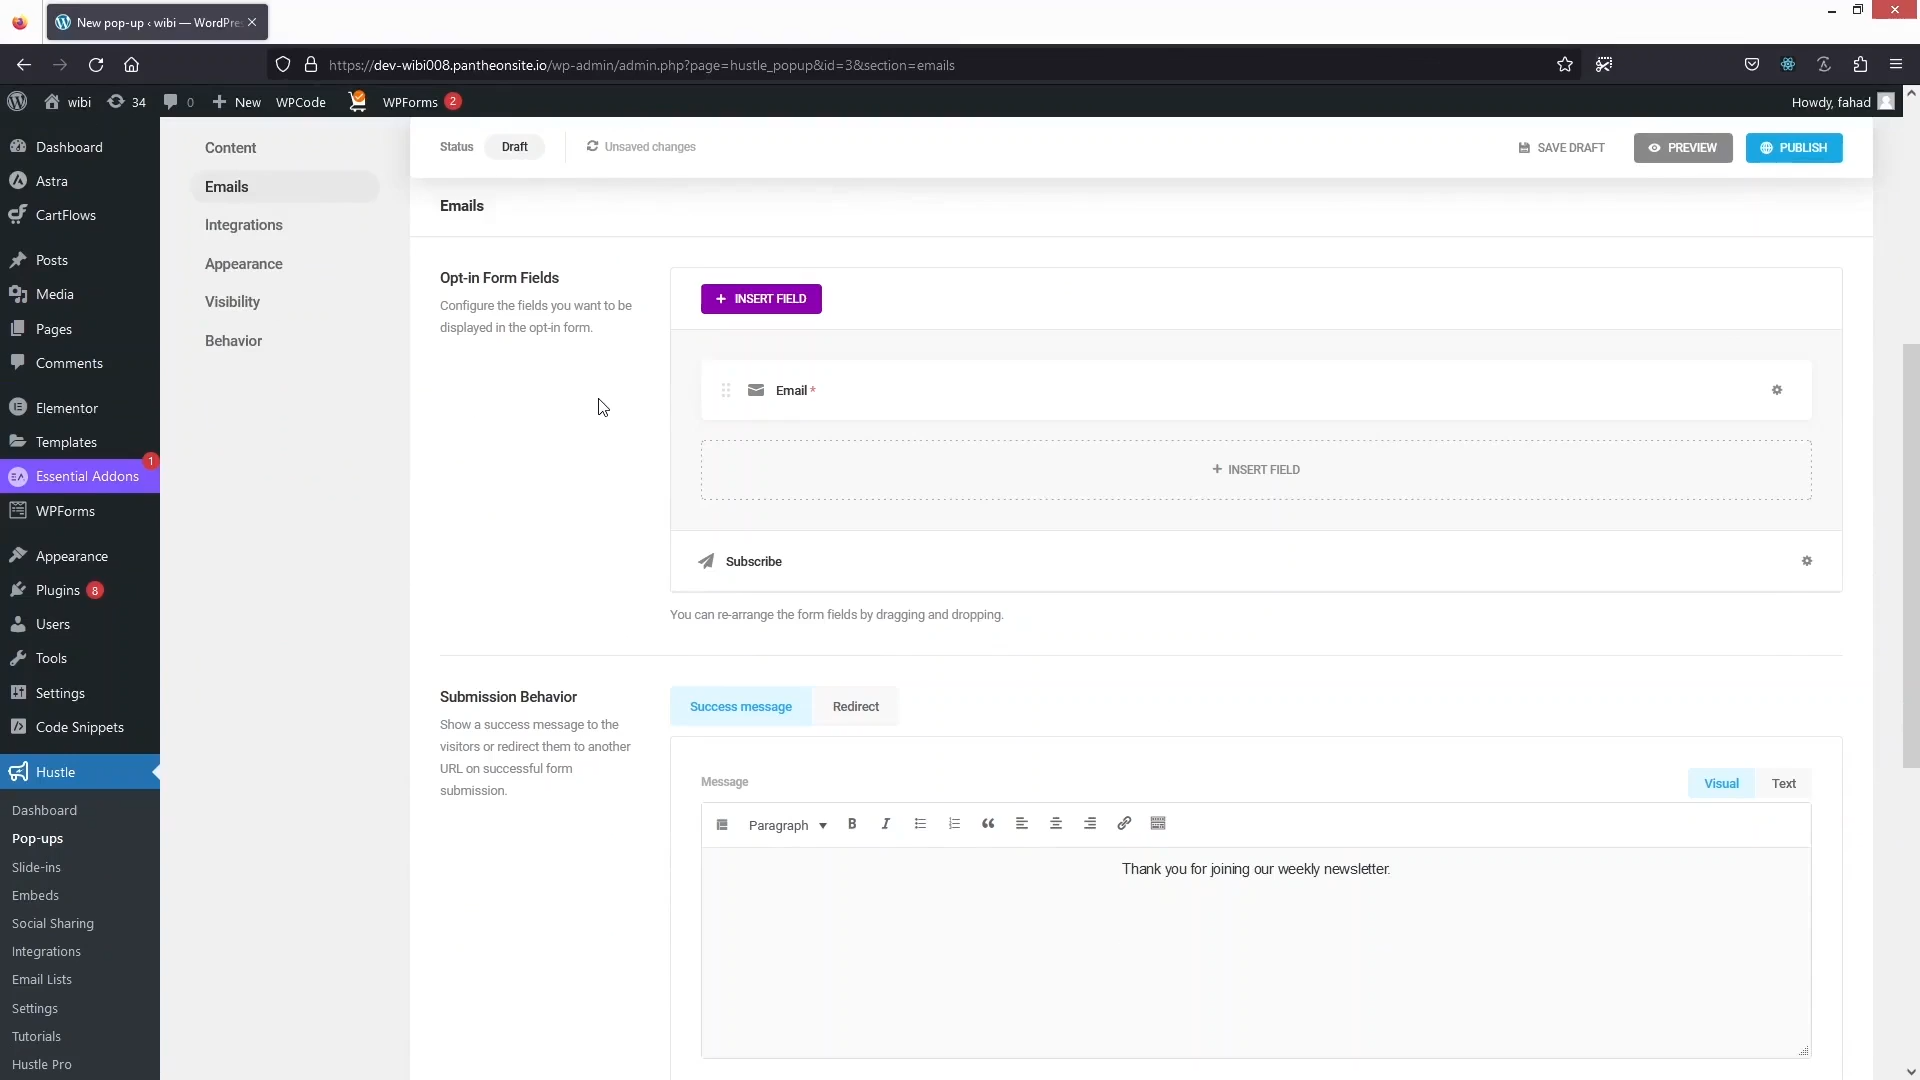 New pop-up ‹ wibi — WordPre
https://dev-wibi008.pantheonsite.io/wp-admin/admin.php?page=hustle_popup&id=3&section=emails
wibi
34
0
New
WPCode
WPForms
2
Howdy, fahad
Dashboard
Astra
CartFlows
Posts
Media
Pages
Comments
Elementor
Templates
Essential Addons
1
WPForms
Appearance
Plugins
8
Users
Tools
Settings
Code Snippets
Hustle
Dashboard
Pop-ups
Slide-ins
Embeds
Social Sharing
Integrations
Email Lists
Settings
Tutorials
Hustle Pro
Content
Emails
Integrations
Appearance
Visibility
Behavior
Status
Draft
Unsaved changes
SAVE DRAFT
PREVIEW
PUBLISH
Emails
Opt-in Form Fields
Configure the fields you want to be
displayed in the opt-in form.
+ INSERT FIELD
Email *
+ INSERT FIELD
Subscribe
You can re-arrange the form fields by dragging and dropping.
Submission Behavior
Show a success message to the
visitors or redirect them to another
URL on successful form
submission.
Success message
Redirect
Message
Visual
Text
Paragraph
B
I
Thank you for joining our weekly newsletter.